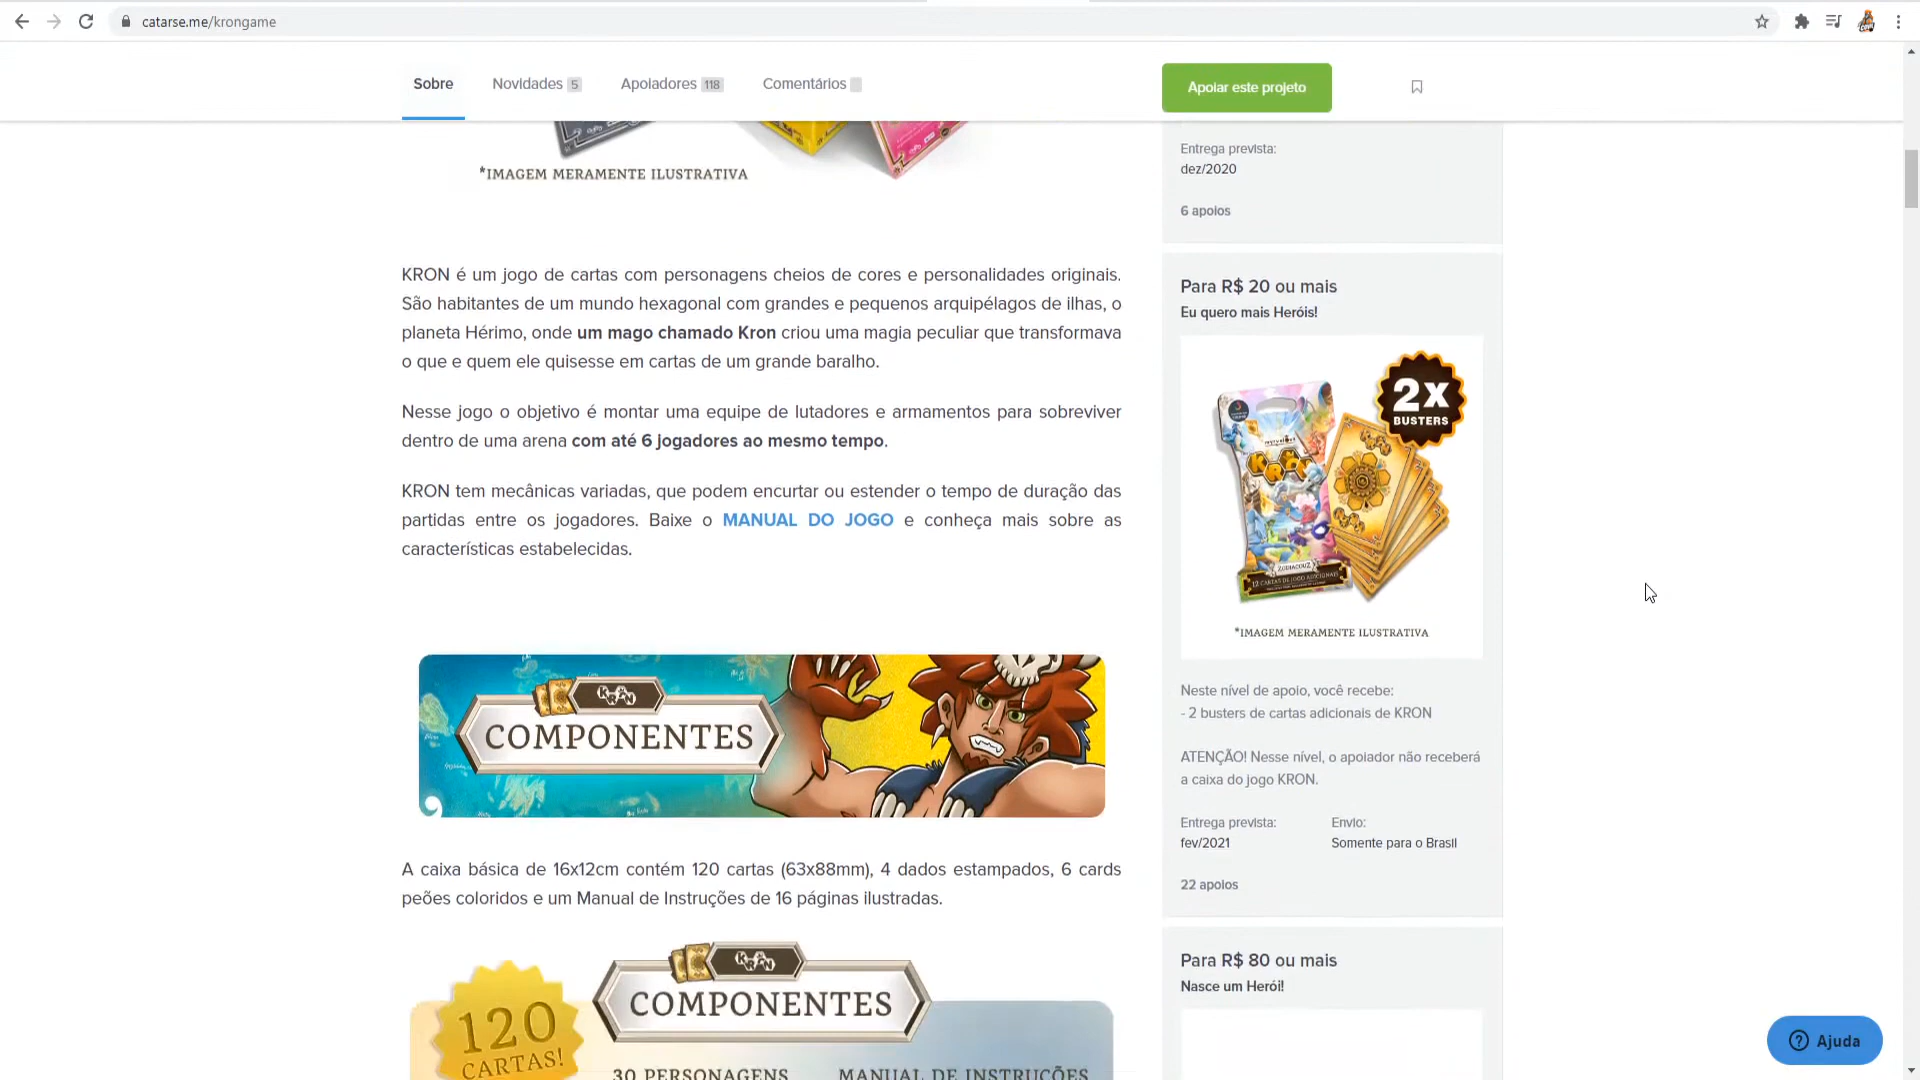 catarse.me/krongame
Sobre
Novidades 5
Apoiadores 118
Comentários
Apoiar este projeto
*IMAGEM MERAMENTE ILUSTRATIVA
KRON é um jogo de cartas com personagens cheios de cores e personalidades originais.
São habitantes de um mundo hexagonal com grandes e pequenos arquipélagos de ilhas, o
planeta Hérimo, onde um mago chamado Kron criou uma magia peculiar que transformava
o que e quem ele quisesse em cartas de um grande baralho.
Nesse jogo o objetivo é montar uma equipe de lutadores e armamentos para sobreviver
dentro de uma arena com até 6 jogadores ao mesmo tempo.
KRON tem mecânicas variadas, que podem encurtar ou estender o tempo de duração das
partidas entre os jogadores. Baixe o MANUAL DO JOGO e conheça mais sobre as
características estabelecidas.
KRON
COMPONENTES
A caixa básica de 16x12cm contém 120 cartas (63x88mm), 4 dados estampados, 6 cards
peões coloridos e um Manual de Instruções de 16 páginas ilustradas.
KRON
COMPONENTES
120
CARTAS!
30 PERSONAGENS
MANUAL DE INSTRUÇÕES
Entrega prevista:
dez/2020
6 apoios
Para R$ 20 ou mais
Eu quero mais Heróis!
2X
BUSTERS
KRON
ZODIACOUZ
12 CARTAS DE JOGO ADICIONAIS
*IMAGEM MERAMENTE ILUSTRATIVA
Neste nível de apoio, você recebe:
- 2 busters de cartas adicionais de KRON
ATENÇÃO! Nesse nível, o apoiador não receberá
a caixa do jogo KRON.
Entrega prevista:
fev/2021
Envio:
Somente para o Brasil
22 apoios
Para R$ 80 ou mais
Nasce um Herói!
Ajuda